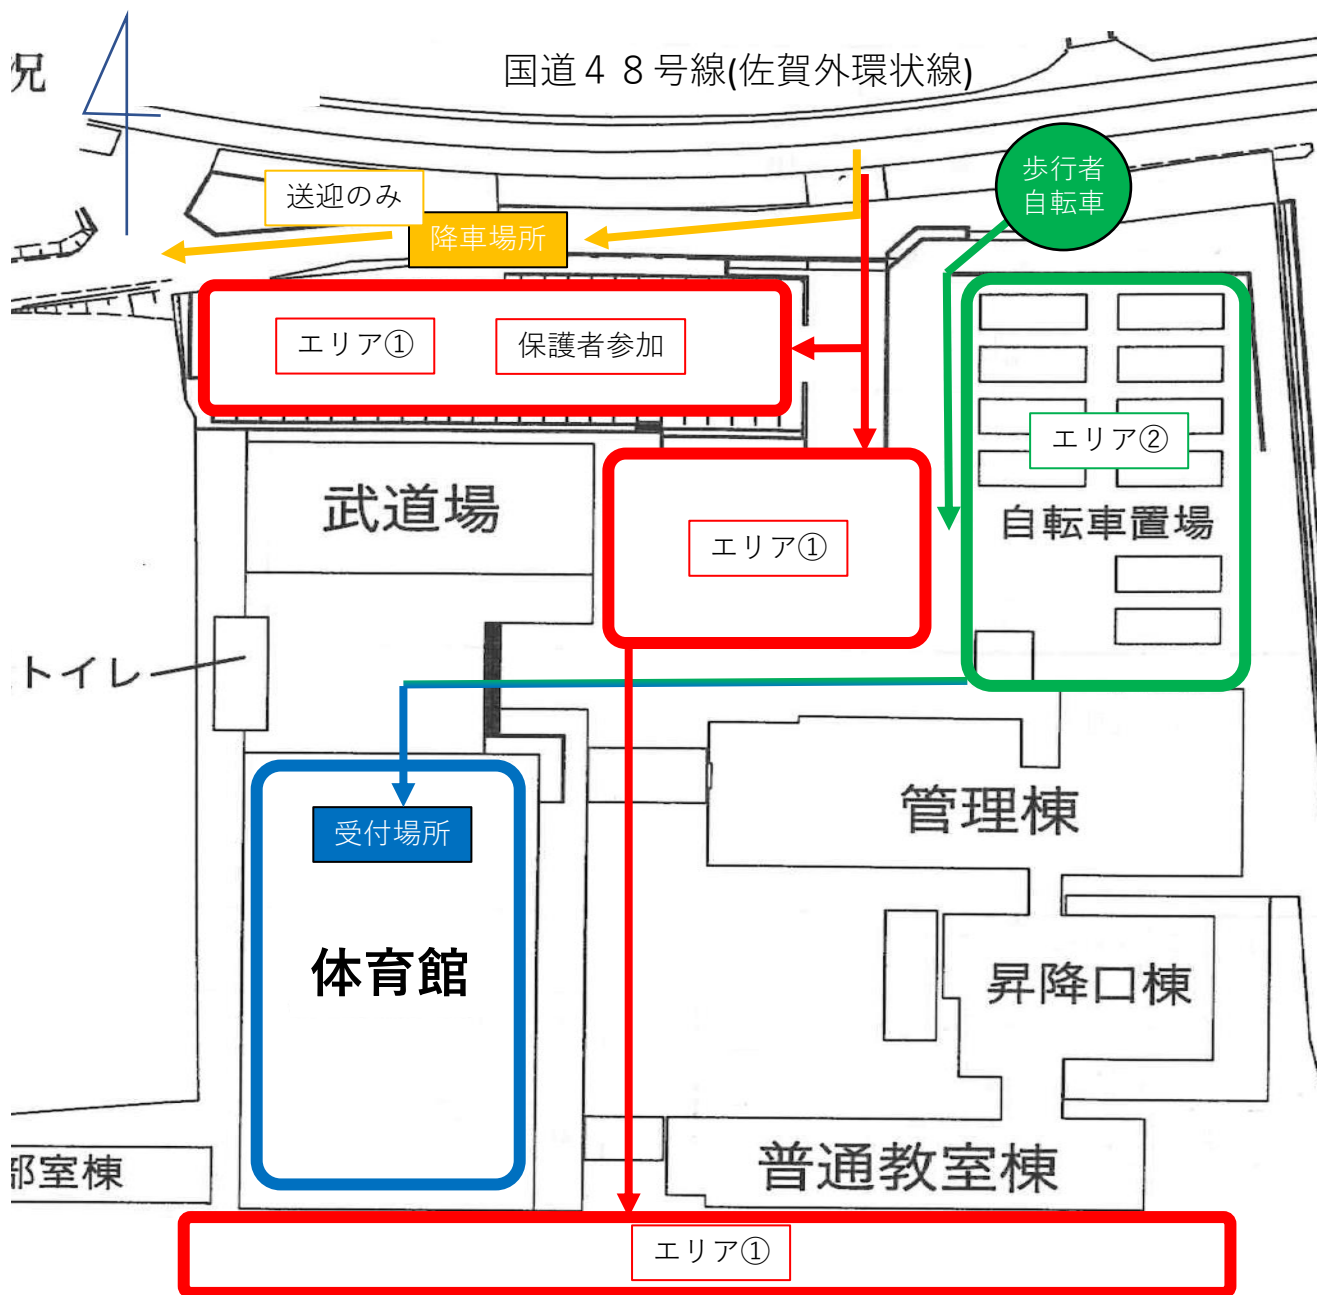 況
国道４８号線(佐賀外環状線)
歩行者
自転車
送迎のみ
降車場所
エリア①
保護者参加
エリア②
武道場
自転車置場
エリア①
トイレ
管理棟
受付場所
体育館
昇降口棟
部室棟
普通教室棟
エリア①